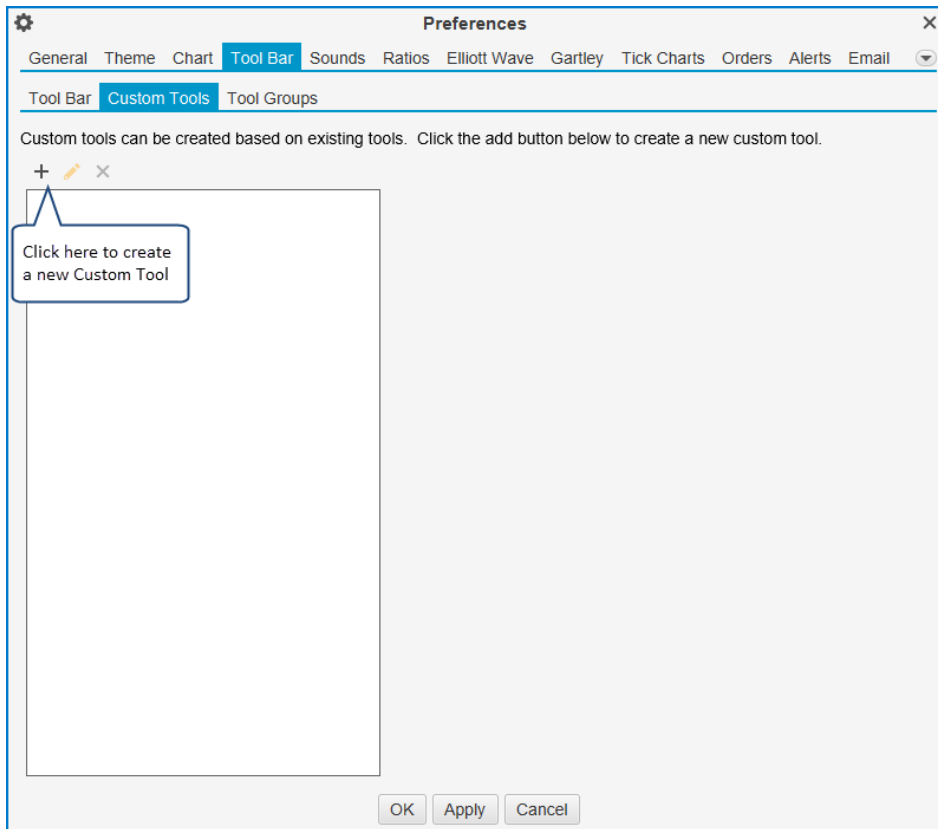 Preferences
General Theme Chart Tool Bar Sounds Ratios Elliott Wave Gartley Tick Charts Orders Alerts Email
Tool Bar Custom Tools Tool Groups
Custom tools can be created based on existing tools. Click the add button below to create a new custom tool.
Click here to create
a new Custom Tool
OK Apply Cancel